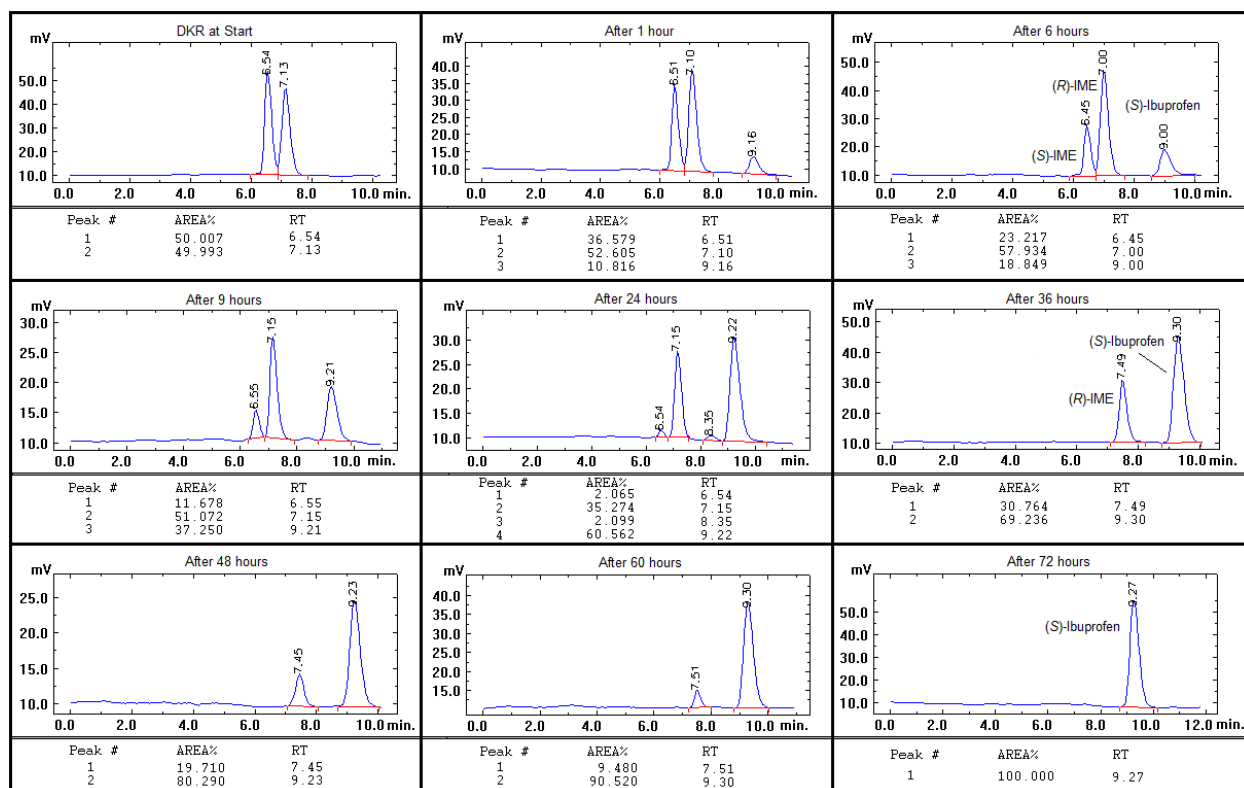 DKR at Start
mV
50.0
40.0
30.0
20.0
10.0
6.54
7.13
0.0 2.0 4.0 6.0 8.0 10.0 min.
Peak # AREA% RT
1 50.007 6.54
2 49.993 7.13
After 1 hour
mV
40.0
35.0
30.0
25.0
20.0
15.0
10.0
6.51
7.10
9.16
0.0 2.0 4.0 6.0 8.0 10.0 min.
Peak # AREA% RT
1 36.579 6.51
2 52.605 7.10
3 10.816 9.16
After 6 hours
mV
50.0
40.0
30.0
20.0
10.0
(R)-IME
(S)-IME
(S)-Ibuprofen
6.45
7.00
9.00
0.0 2.0 4.0 6.0 8.0 10.0 min.
Peak # AREA% RT
1 23.217 6.45
2 57.934 7.00
3 18.849 9.00
After 9 hours
mV
30.0
25.0
20.0
15.0
10.0
6.55
7.15
9.21
0.0 2.0 4.0 6.0 8.0 10.0 min.
Peak # AREA% RT
1 11.678 6.55
2 51.072 7.15
3 37.250 9.21
After 24 hours
mV
30.0
25.0
20.0
15.0
10.0
6.54
7.15
8.35
9.22
0.0 2.0 4.0 6.0 8.0 10.0 min.
Peak # AREA% RT
1 2.065 6.54
2 35.274 7.15
3 2.099 8.35
4 60.562 9.22
After 36 hours
mV
50.0
40.0
30.0
20.0
10.0
(S)-Ibuprofen
(R)-IME
7.49
9.30
0.0 2.0 4.0 6.0 8.0 10.0 min.
Peak # AREA% RT
1 30.764 7.49
2 69.236 9.30
After 48 hours
mV
25.0
20.0
15.0
10.0
7.45
9.23
0.0 2.0 4.0 6.0 8.0 10.0 min.
Peak # AREA% RT
1 19.710 7.45
2 80.290 9.23
After 60 hours
mV
40.0
35.0
30.0
25.0
20.0
15.0
7.51
9.30
0.0 2.0 4.0 6.0 8.0 10.0 min.
Peak # AREA% RT
1 9.480 7.51
2 90.520 9.30
After 72 hours
mV
50.0
40.0
30.0
20.0
10.0
(S)-Ibuprofen
9.27
0.0 2.0 4.0 6.0 8.0 10.0 12.0 min.
Peak # AREA% RT
1 100.000 9.27